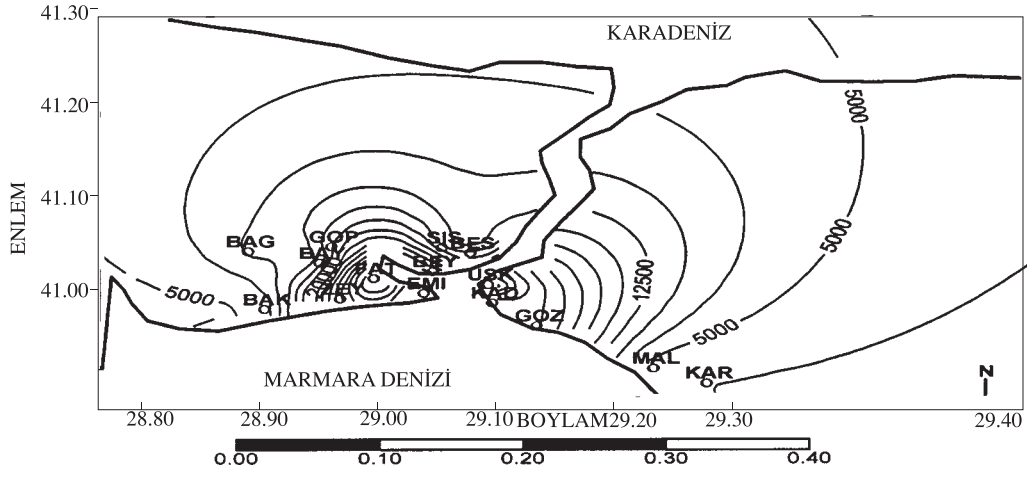 41.30
KARADENİZ
41.20
5000
41.10
ENLEM
BAG
GOP
SIS
BES
BAY
BEY
5000
FAT
41.00
EMI
USK
12500
ZEY
KAD
5000
BAK
GOZ
5000
MAL
MARMARA DENİZİ
KAR
N
28.80
28.90
29.00
29.10
BOYLAM
29.20
29.30
29.40
0.00
0.10
0.20
0.30
0.40